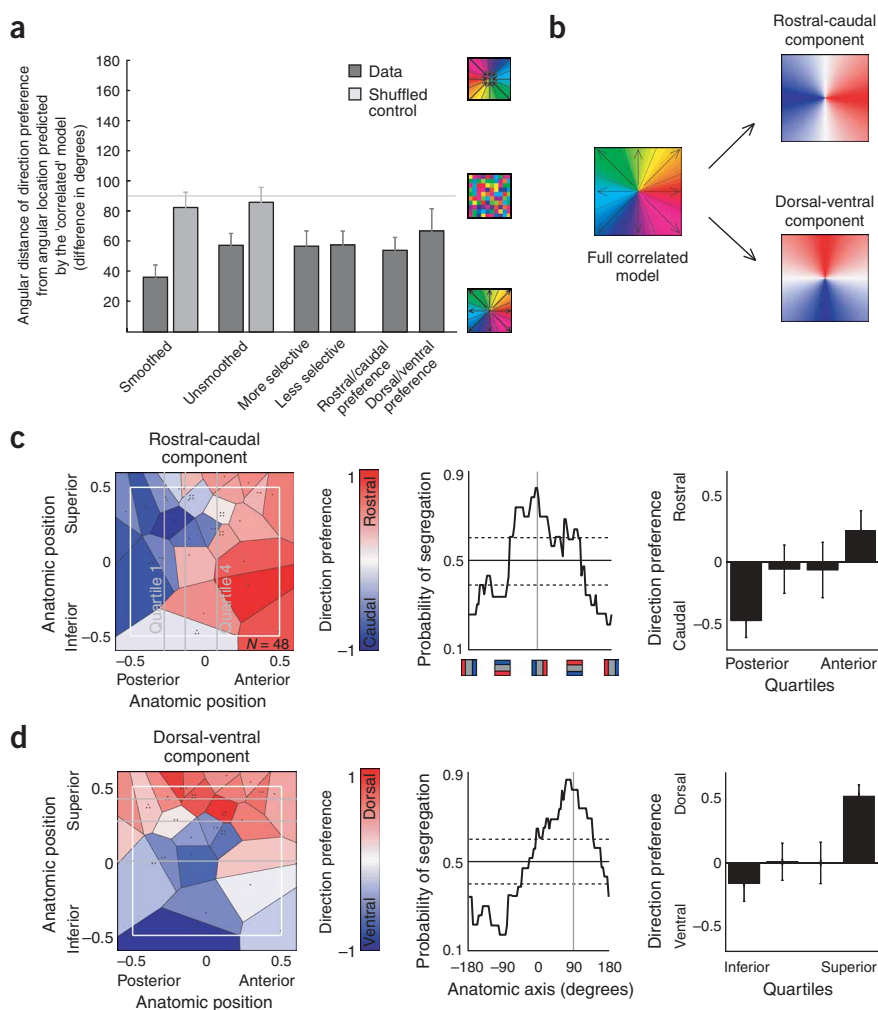 a
180
160
140
120
100
80
60
40
20
Angular distance of direction preference
from angular location predicted
by the 'correlated' model
(difference in degrees)
Data
Shuffled
control
Smoothed
Unsmoothed
More selective
Less selective
Rostral/caudal
preference
Dorsal/ventral
preference
b
Full correlated
model
Rostral-caudal
component
Dorsal-ventral
component
c
Rostral-caudal
component
Anatomic position
Inferior
Superior
0.5
0
–0.5
Quartile 1
Quartile 4
N = 48
–0.5
0
0.5
Posterior
Anterior
Anatomic position
Direction preference
1
Rostral
Caudal
–1
Probability of segregation
0.9
0.5
0.1
Direction preference
Caudal
Rostral
0.5
0
–0.5
Posterior
Anterior
Quartiles
d
Dorsal-ventral
component
Anatomic position
Inferior
Superior
0.5
0
–0.5
–0.5
0
0.5
Posterior
Anterior
Anatomic position
Direction preference
1
Dorsal
Ventral
–1
Probability of segregation
0.9
0.5
0.1
–180
–90
0
90
180
Anatomic axis (degrees)
Direction preference
Ventral
Dorsal
0.5
0
–0.5
Inferior
Superior
Quartiles